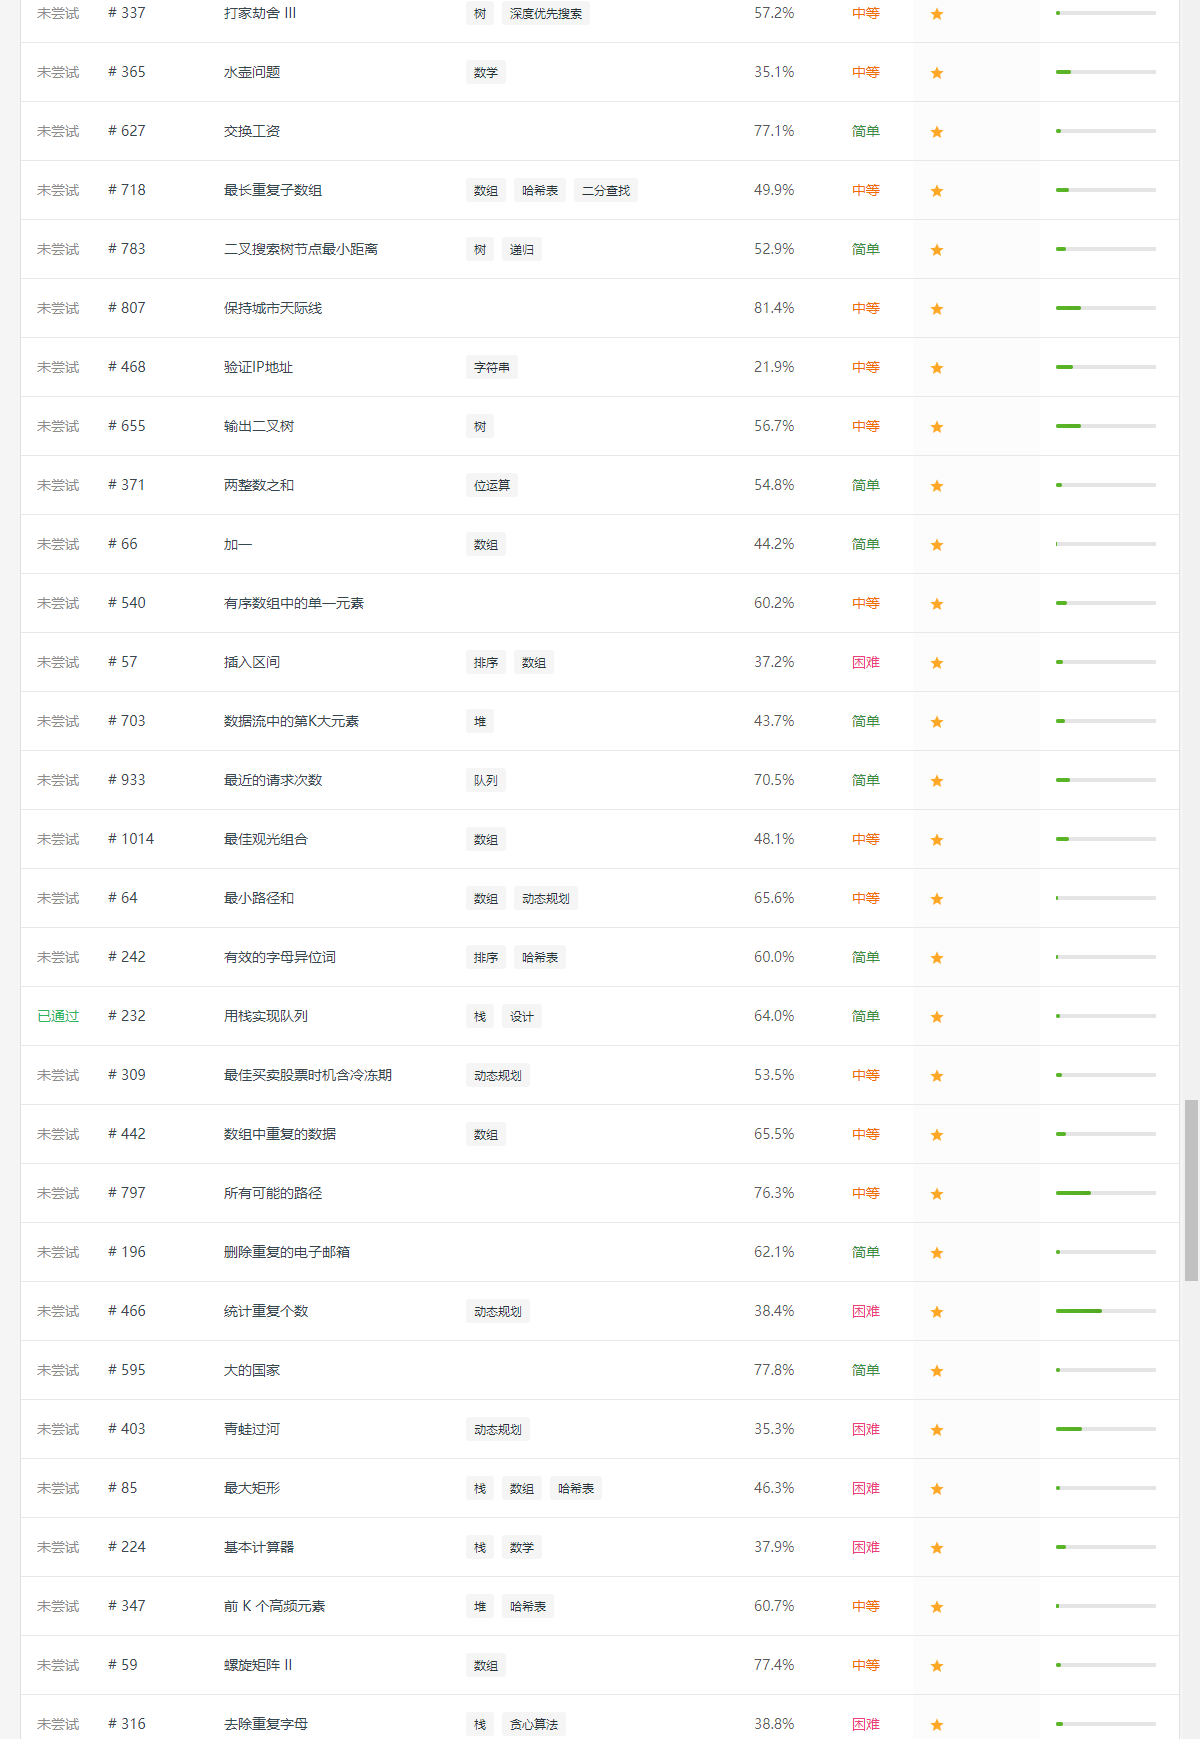 未尝试 # 337 打家劫舍 III 树 深度优先搜索 57.2% 中等
未尝试 # 365 水壶问题 数学 35.1% 中等
未尝试 # 627 交换工资 77.1% 简单
未尝试 # 718 最长重复子数组 数组 哈希表 二分查找 49.9% 中等
未尝试 # 783 二叉搜索树节点最小距离 树 递归 52.9% 简单
未尝试 # 807 保持城市天际线 81.4% 中等
未尝试 # 468 验证IP地址 字符串 21.9% 中等
未尝试 # 655 输出二叉树 树 56.7% 中等
未尝试 # 371 两整数之和 位运算 54.8% 简单
未尝试 # 66 加一 数组 44.2% 简单
未尝试 # 540 有序数组中的单一元素 60.2% 中等
未尝试 # 57 插入区间 排序 数组 37.2% 困难
未尝试 # 703 数据流中的第K大元素 堆 43.7% 简单
未尝试 # 933 最近的请求次数 队列 70.5% 简单
未尝试 # 1014 最佳观光组合 数组 48.1% 中等
未尝试 # 64 最小路径和 数组 动态规划 65.6% 中等
未尝试 # 242 有效的字母异位词 排序 哈希表 60.0% 简单
已通过 # 232 用栈实现队列 栈 设计 64.0% 简单
未尝试 # 309 最佳买卖股票时机含冷冻期 动态规划 53.5% 中等
未尝试 # 442 数组中重复的数据 数组 65.5% 中等
未尝试 # 797 所有可能的路径 76.3% 中等
未尝试 # 196 删除重复的电子邮箱 62.1% 简单
未尝试 # 466 统计重复个数 动态规划 38.4% 困难
未尝试 # 595 大的国家 77.8% 简单
未尝试 # 403 青蛙过河 动态规划 35.3% 困难
未尝试 # 85 最大矩形 栈 数组 哈希表 46.3% 困难
未尝试 # 224 基本计算器 栈 数学 37.9% 困难
未尝试 # 347 前 K 个高频元素 堆 哈希表 60.7% 中等
未尝试 # 59 螺旋矩阵 II 数组 77.4% 中等
未尝试 # 316 去除重复字母 栈 贪心算法 38.8% 困难